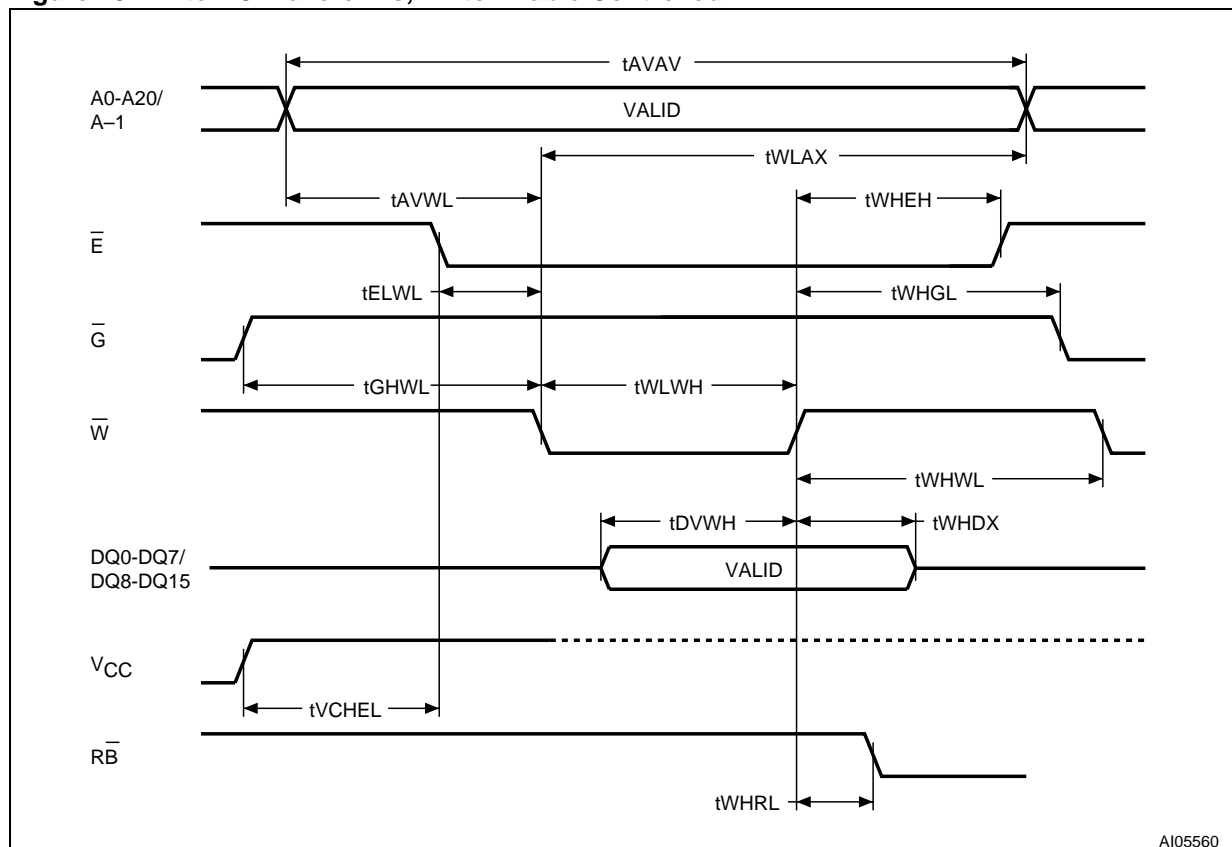 tAVAV
A0-A20/
A–1
VALID
tWLAX
tAVWL
tWHEH
E̅
tELWL
tWHGL
G̅
tGHWL
tWLWH
W̅
tWHWL
tDVWH
tWHDX
DQ0-DQ7/
DQ8-DQ15
VALID
VCC
tVCHEL
RB̅
tWHRL
AI05560